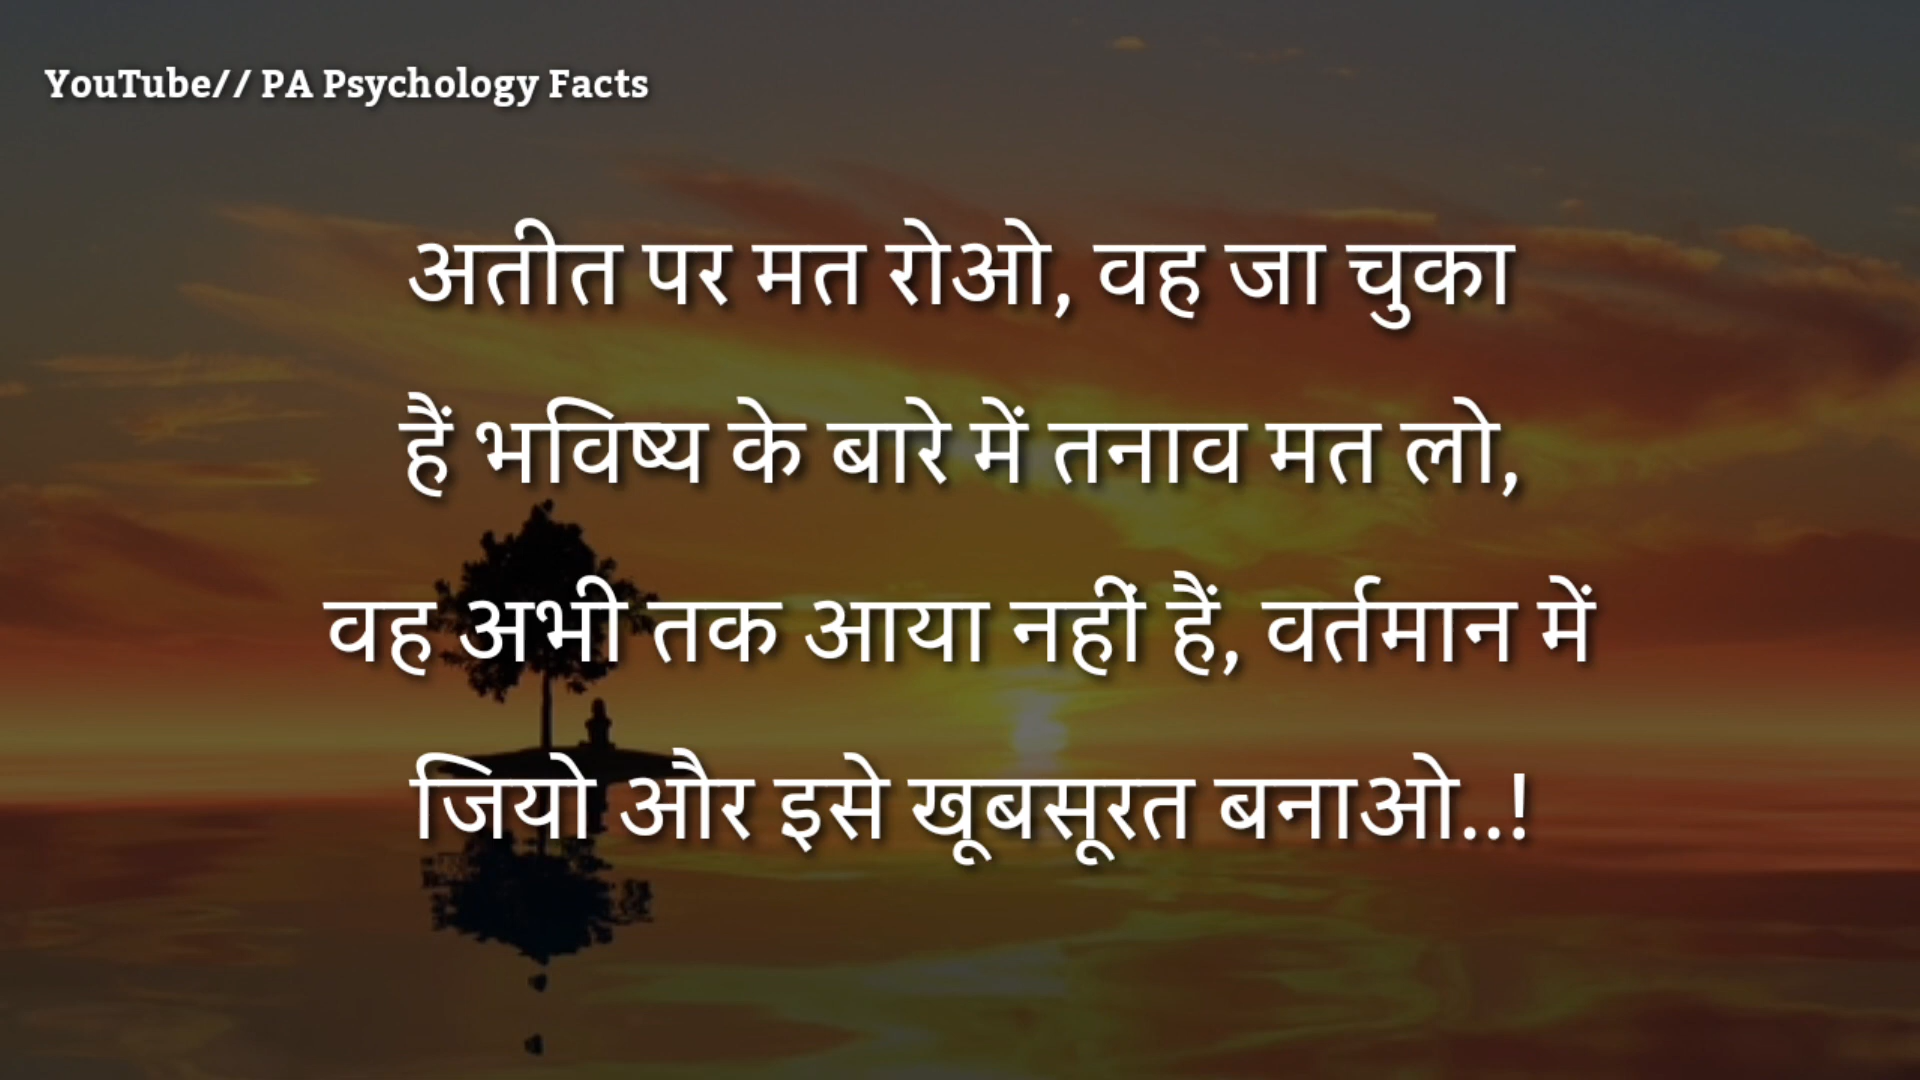 YouTube// PA Psychology Facts
अतीत पर मत रोओ, वह जा चुका
हैं भविष्य के बारे में तनाव मत लो,
वह अभी तक आया नहीं हैं, वर्तमान में
जियो और इसे खूबसूरत बनाओ..!